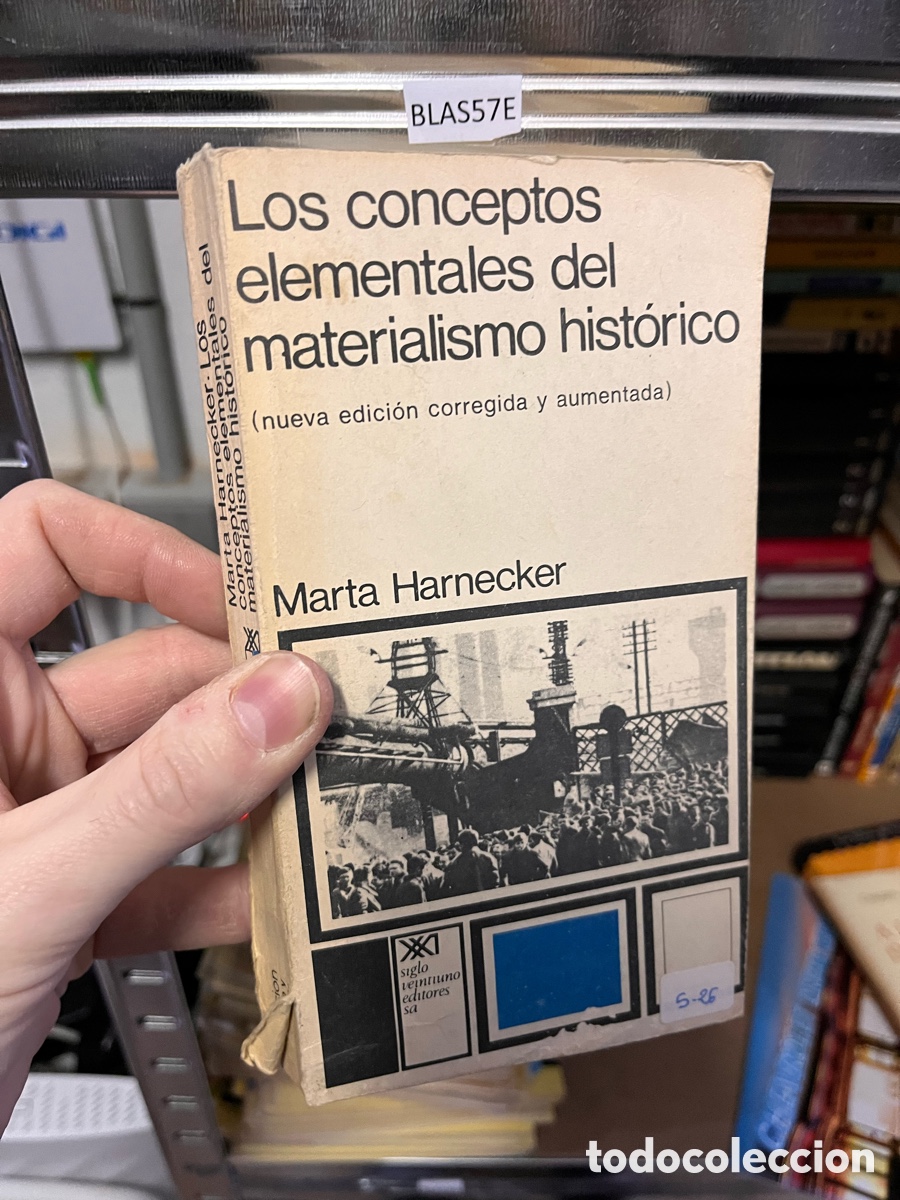 BLAS57E
Los conceptos
elementales del
materialismo histórico
(nueva edición corregida y aumentada)
Marta Harnecker
Marta Harnecker. Los
conceptos elementales del
materialismo histórico
siglo
veintiuno
editores
sa
S-26
todocoleccion